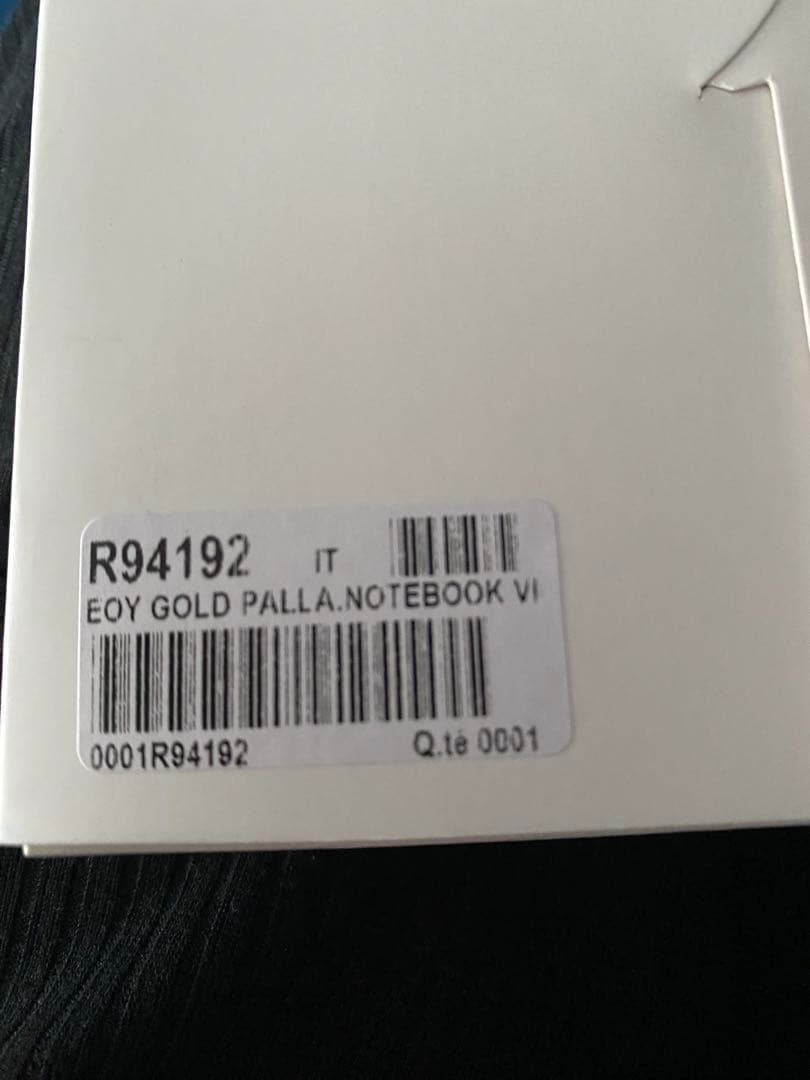 R94192 IT
EOY GOLD PALLA.NOTEBOOK VI
0001R94192 Q.té 0001